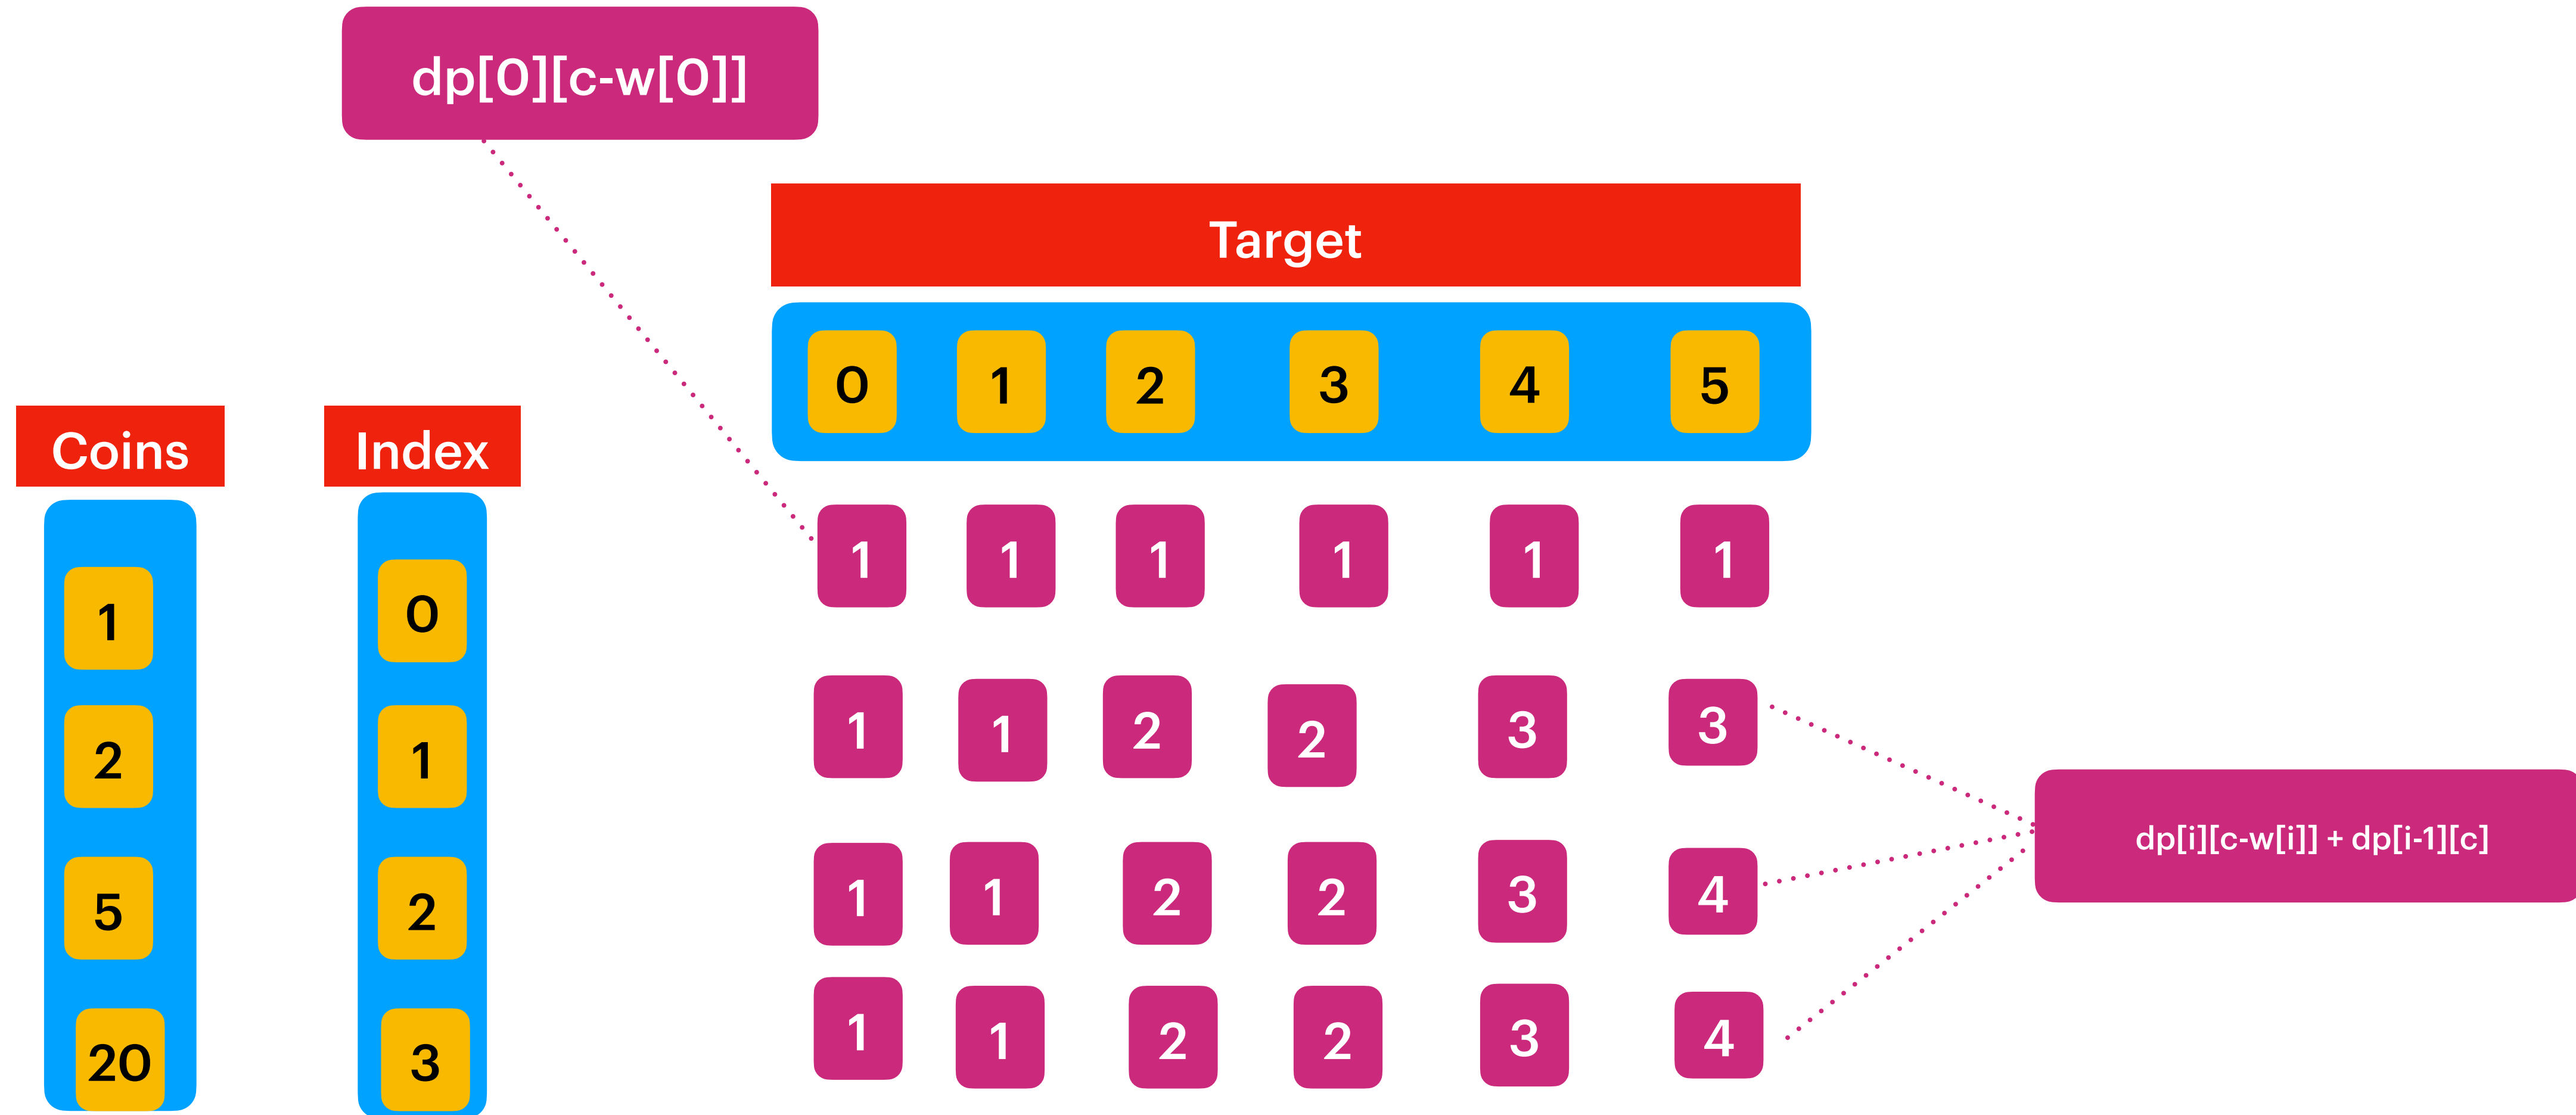 dp[0][c-w[0]]
Target
0 1 2 3 4 5
Coins Index
1 1 1 1 1 1
1 0
1 1 2 2 3 3
2 1
dp[i][c-w[i]] + dp[i-1][c]
1 1 2 2 3 4
5 2
1 1 2 2 3 4
20 3